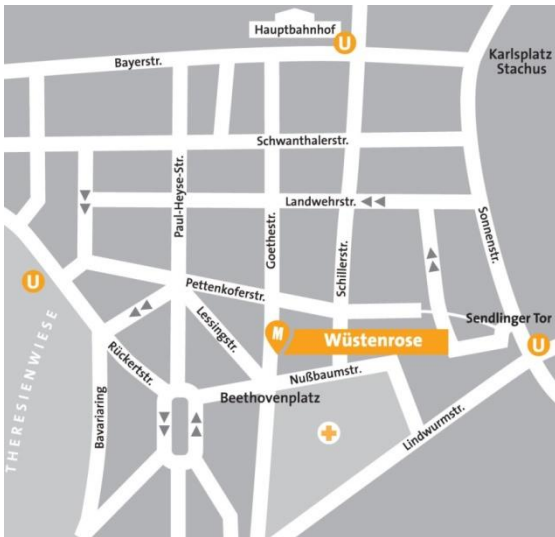 Hauptbahnhof
U
Karlsplatz
Stachus
Bayerstr.
Schwanthalerstr.
Paul-Heyse-Str.
Landwehrstr.
Goethestr.
Schillerstr.
Sonnenstr.
U
Pettenkoferstr.
Lessingstr.
Sendlinger Tor
M
Wüstenrose
U
THERESIENWIESE
Rückertstr.
Nußbaumstr.
Beethovenplatz
Bavariaring
Lindwurmstr.